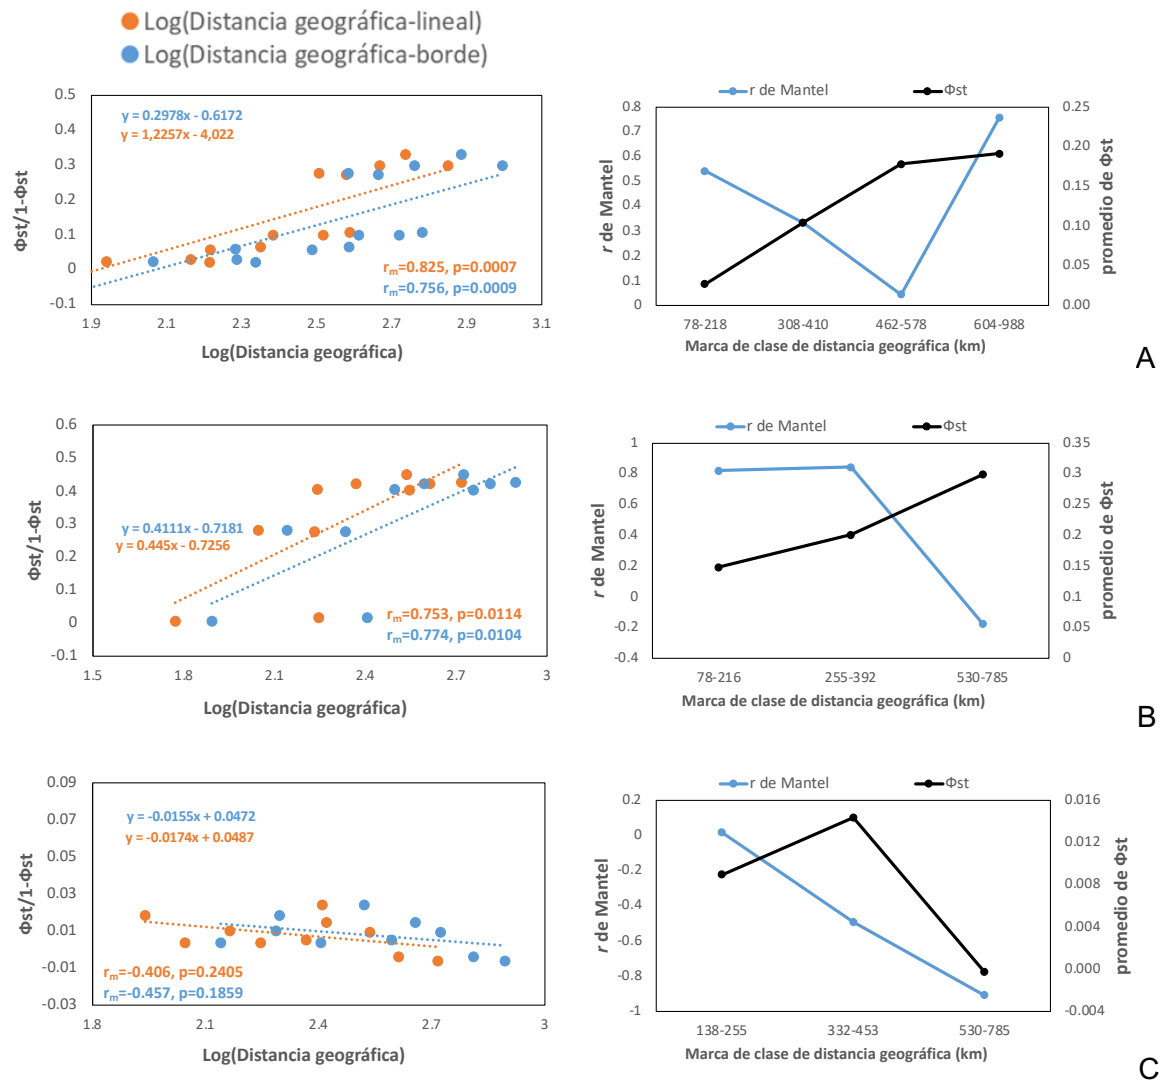 Log(Distancia geográfica-lineal)
Log(Distancia geográfica-borde)
0.5
0.4
0.3
0.2
0.1
0
-0.1
Φst/1-Φst
y = 0.2978x - 0.6172
y = 1,2257x - 4,022
rm=0.825, p=0.0007
rm=0.756, p=0.0009
1.9 2.1 2.3 2.5 2.7 2.9 3.1
Log(Distancia geográfica)
r de Mantel Φst
0.8
0.7
0.6
0.5
0.4
0.3
0.2
0.1
0
r de Mantel
0.25
0.20
0.15
0.10
0.05
0.00
promedio de Φst
78-218 308-410 462-578 604-988
Marca de clase de distancia geográfica (km)
A
0.6
0.5
0.4
0.3
0.2
0.1
0
-0.1
Φst/1-Φst
y = 0.4111x - 0.7181
y = 0.445x - 0.7256
rm=0.753, p=0.0114
rm=0.774, p=0.0104
1.5 1.8 2.1 2.4 2.7 3
Log(Distancia geográfica)
r de Mantel Φst
1
0.8
0.6
0.4
0.2
0
-0.2
-0.4
r de Mantel
0.35
0.3
0.25
0.2
0.15
0.1
0.05
0
promedio de Φst
78-216 255-392 530-785
Marca de clase de distancia geográfica (km)
B
0.09
0.07
0.05
0.03
0.01
-0.01
-0.03
Φst/1-Φst
y = -0.0155x + 0.0472
y = -0.0174x + 0.0487
rm=-0.406, p=0.2405
rm=-0.457, p=0.1859
1.8 2.1 2.4 2.7 3
Log(Distancia geográfica)
r de Mantel Φst
0.2
0
-0.2
-0.4
-0.6
-0.8
-1
r de Mantel
0.016
0.012
0.008
0.004
0.000
-0.004
promedio de Φst
138-255 332-453 530-785
Marca de clase de distancia geográfica (km)
C